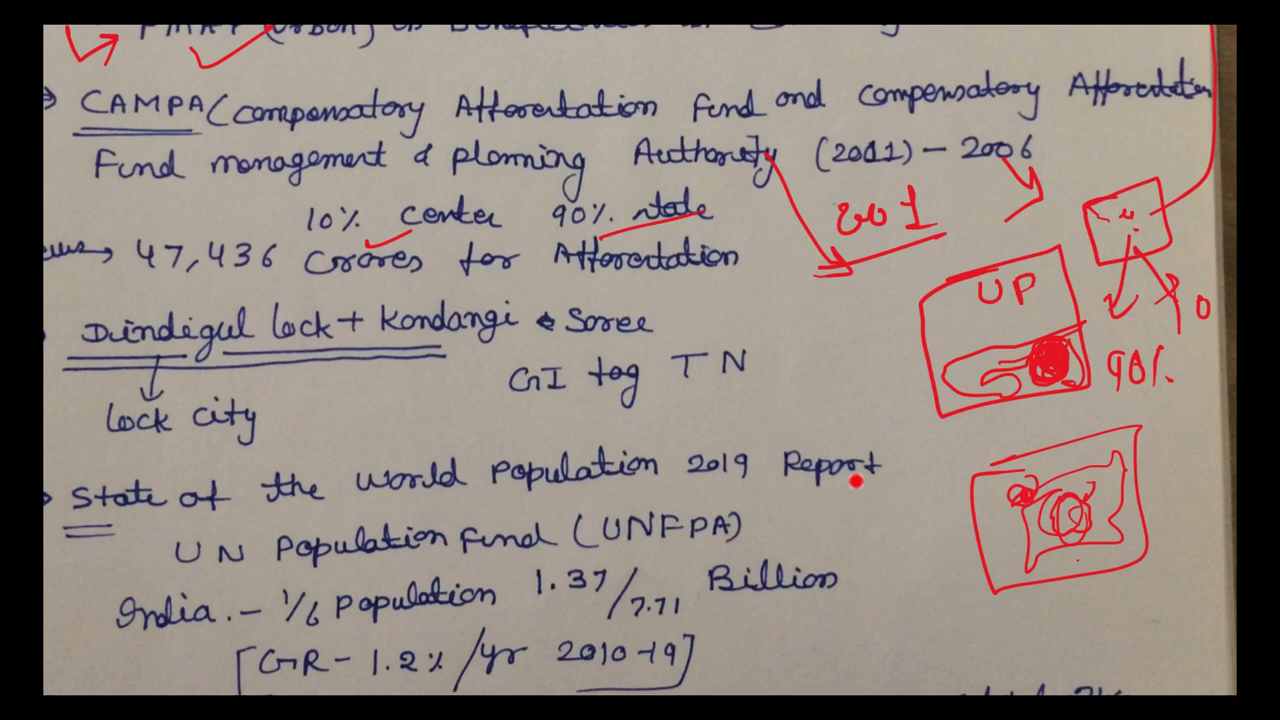 CAMPA (compensatory Afforestation Fund and compensatory Afforestation
Fund management & planning Authority (2001) - 2006
2001
10% Center 90% state
47,436 Crores for Afforestation
UP
90%
Dindigul lock + Kondangi & Saree
GI tag TN
lock city
State of the World Population 2019 Report
UN Population Fund (UNFPA)
India. - 1/6 Population 1.37/7.71 Billion
[GR - 1.2% /yr 2010-19]